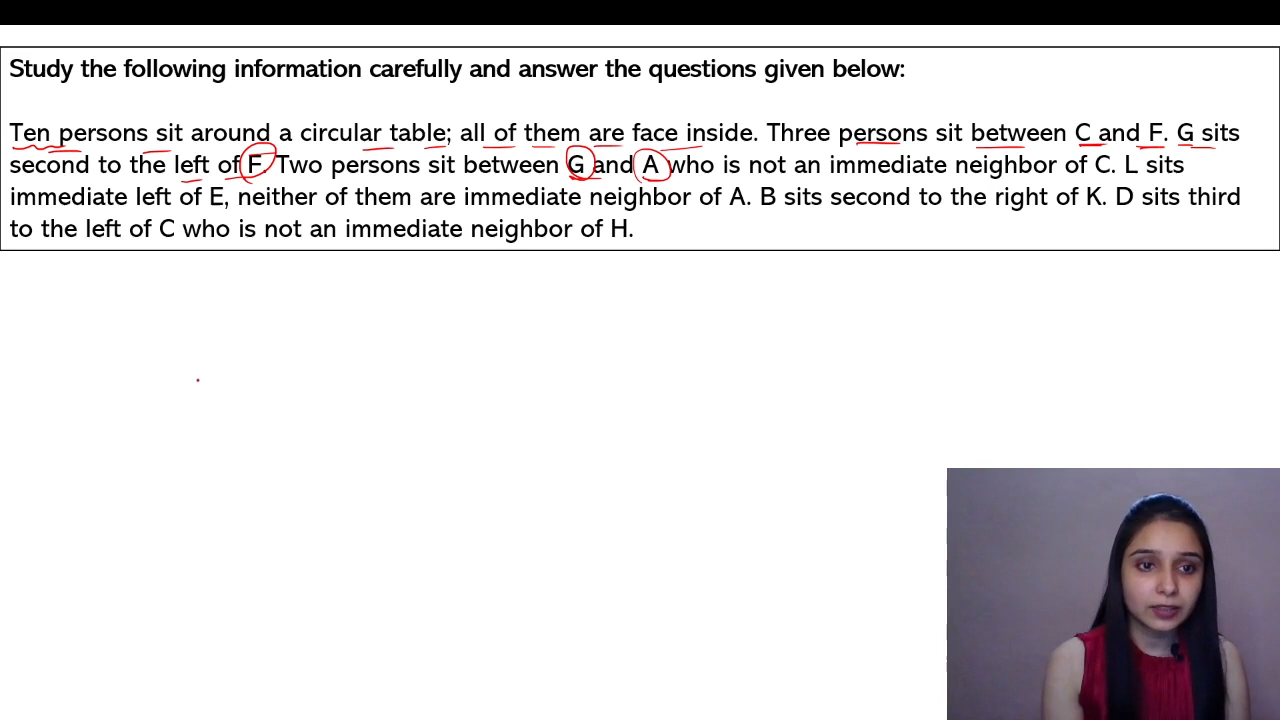 Study the following information carefully and answer the questions given below:
Ten persons sit around a circular table; all of them are face inside. Three persons sit between C and F. G sits
second to the left of F. Two persons sit between G and A who is not an immediate neighbor of C. L sits
immediate left of E, neither of them are immediate neighbor of A. B sits second to the right of K. D sits third
to the left of C who is not an immediate neighbor of H.